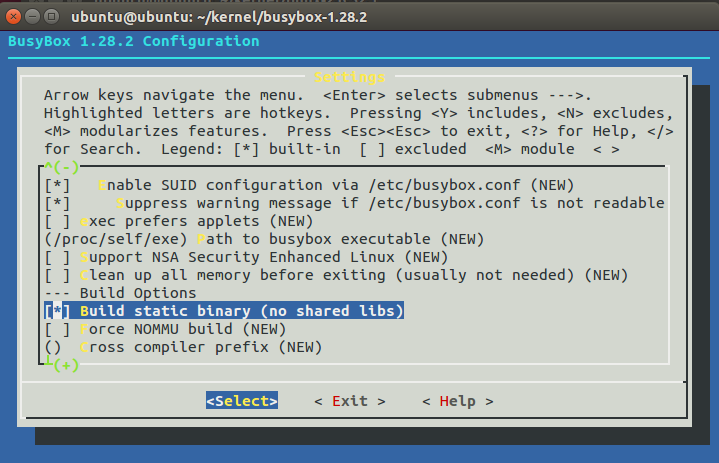 ubuntu@ubuntu: ~/kernel/busybox-1.28.2
BusyBox 1.28.2 Configuration
Settings
Arrow keys navigate the menu.  <Enter> selects submenus --->.
Highlighted letters are hotkeys.  Pressing <Y> includes, <N> excludes,
<M> modularizes features.  Press <Esc><Esc> to exit, <?> for Help, </>
for Search.  Legend: [*] built-in  [ ] excluded  <M> module  < >
^(-)
[*]   Enable SUID configuration via /etc/busybox.conf (NEW)
[*]     Suppress warning message if /etc/busybox.conf is not readable
[ ] exec prefers applets (NEW)
(/proc/self/exe) Path to busybox executable (NEW)
[ ] Support NSA Security Enhanced Linux (NEW)
[ ] Clean up all memory before exiting (usually not needed) (NEW)
--- Build Options
[*] Build static binary (no shared libs)
[ ] Force NOMMU build (NEW)
()  Cross compiler prefix (NEW)
(+)
<Select>    < Exit >    < Help >